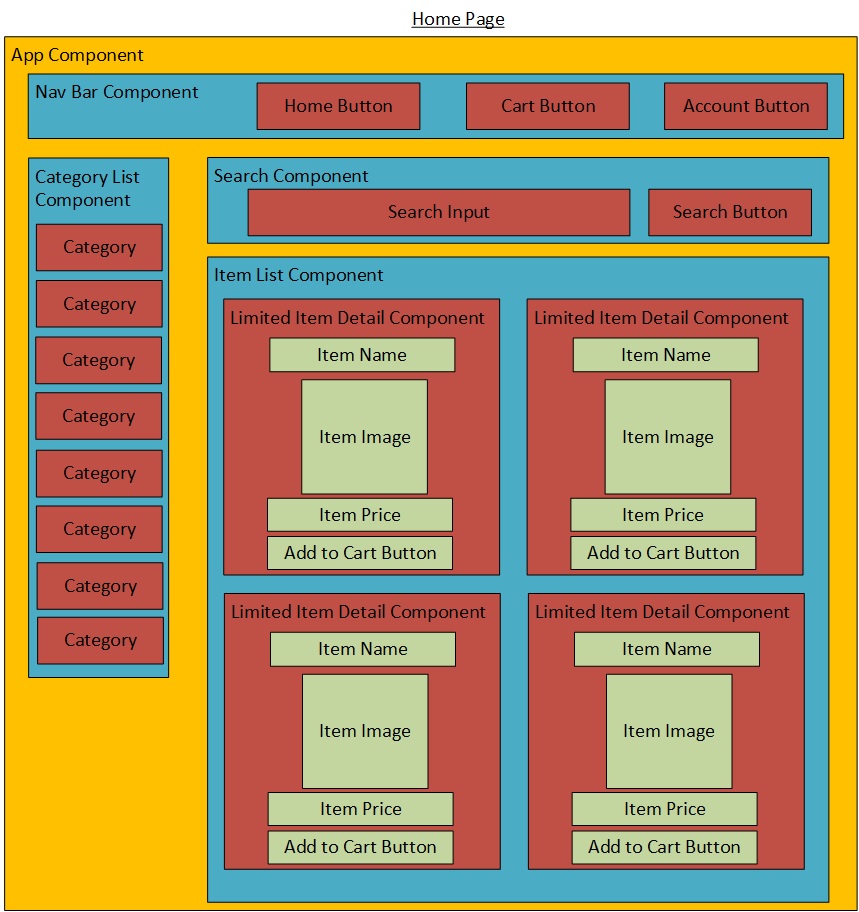 Home Page
App Component
Nav Bar Component
Home Button
Cart Button
Account Button
Category List
Component
Category
Category
Category
Category
Category
Category
Category
Category
Search Component
Search Input
Search Button
Item List Component
Limited Item Detail Component
Item Name
Item Image
Item Price
Add to Cart Button
Limited Item Detail Component
Item Name
Item Image
Item Price
Add to Cart Button
Limited Item Detail Component
Item Name
Item Image
Item Price
Add to Cart Button
Limited Item Detail Component
Item Name
Item Image
Item Price
Add to Cart Button